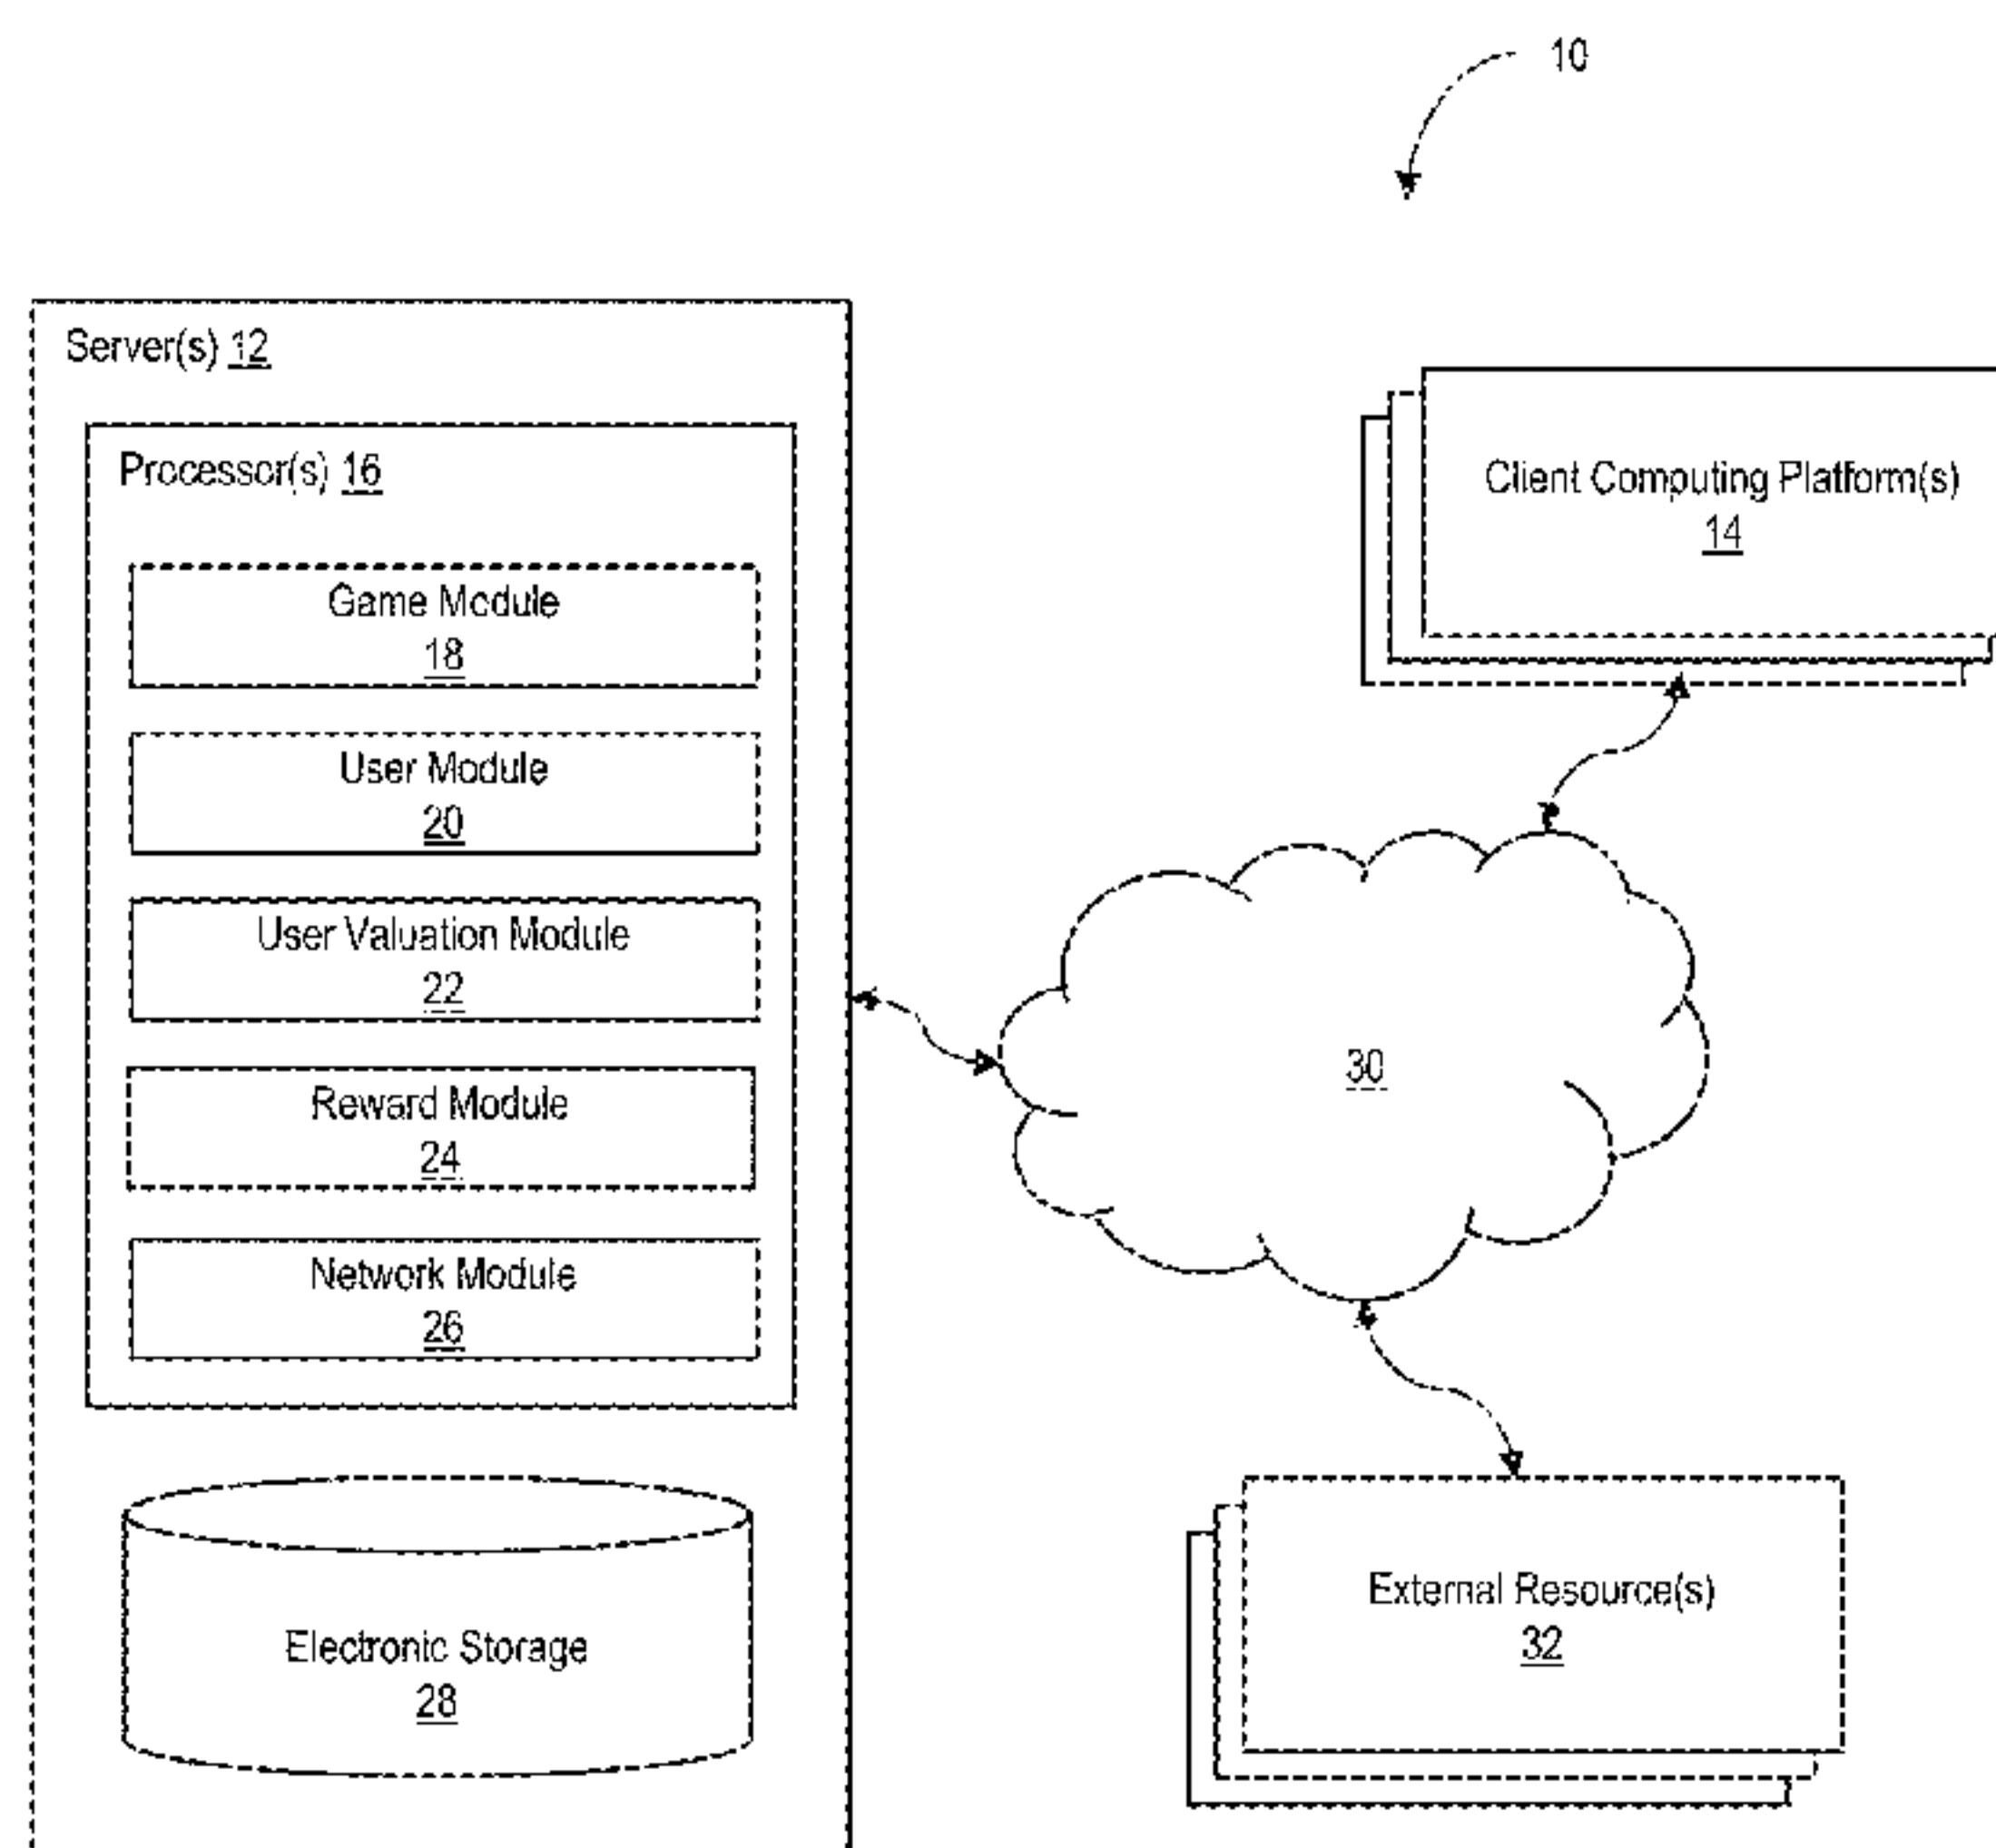 10
Server(s) 12
Processor(s) 16
Game Module
18
User Module
20
User Valuation Module
22
Reward Module
24
Network Module
26
Electronic Storage
28
Client Computing Platform(s)
14
30
External Resource(s)
32